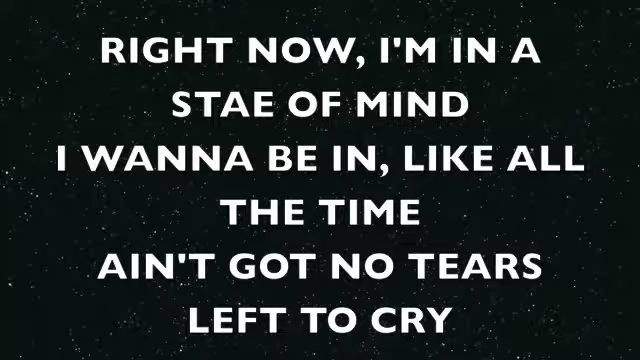 RIGHT NOW, I'M IN A
STAE OF MIND
I WANNA BE IN, LIKE ALL
THE TIME
AIN'T GOT NO TEARS
LEFT TO CRY